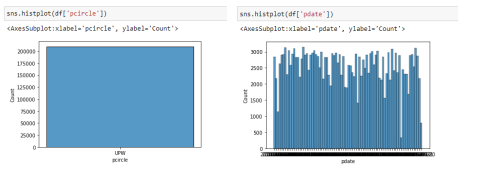 sns.histplot(df['pcircle'])
<AxesSubplot:xlabel='pcircle', ylabel='Count'>
200000
175000
150000
125000
100000
75000
50000
25000
0
Count
UPW
pcircle
sns.histplot(df['pdate'])
<AxesSubplot:xlabel='pdate', ylabel='Count'>
3000
2500
2000
1500
1000
500
0
Count
pdate